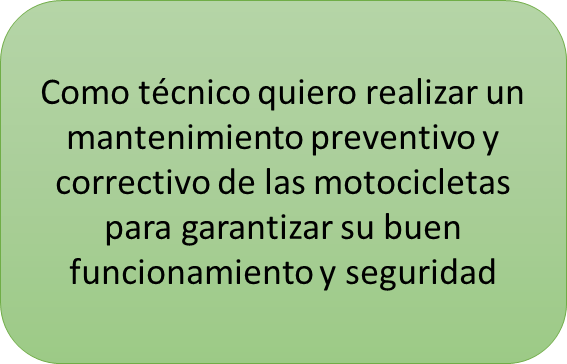 Como técnico quiero realizar un
mantenimiento preventivo y
correctivo de las motocicletas
para garantizar su buen
funcionamiento y seguridad